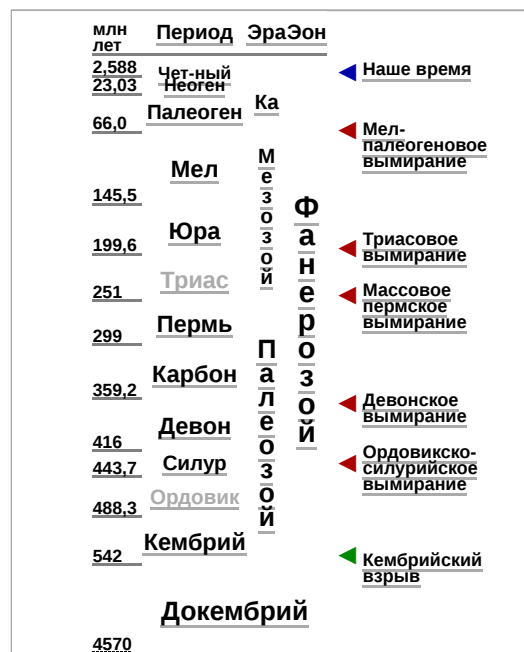 млн
лет
Период
Эра
Эон
2,588
Чет-ный
Наше время
23,03
Неоген
Ка
66,0
Палеоген
Мел-
палеогеновое
вымирание
Мезозой
Мел
145,5
Фанерозой
Юра
199,6
Триасовое
вымирание
Триас
251
Массовое
пермское
вымирание
299
Пермь
Палеозой
Карбон
359,2
Девонское
вымирание
Девон
416
Силур
443,7
Ордовикско-
силурийское
вымирание
Ордовик
488,3
Кембрий
542
Кембрийский
взрыв
Докембрий
4570